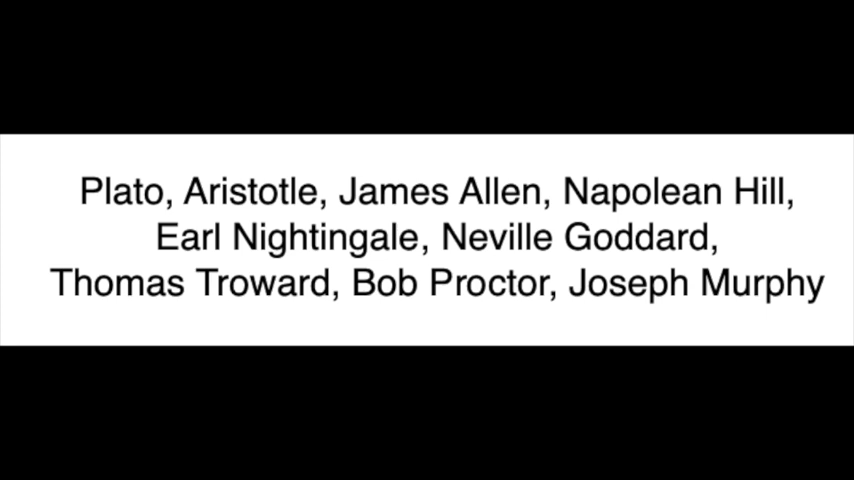 Plato, Aristotle, James Allen, Napolean Hill,
Earl Nightingale, Neville Goddard,
Thomas Troward, Bob Proctor, Joseph Murphy